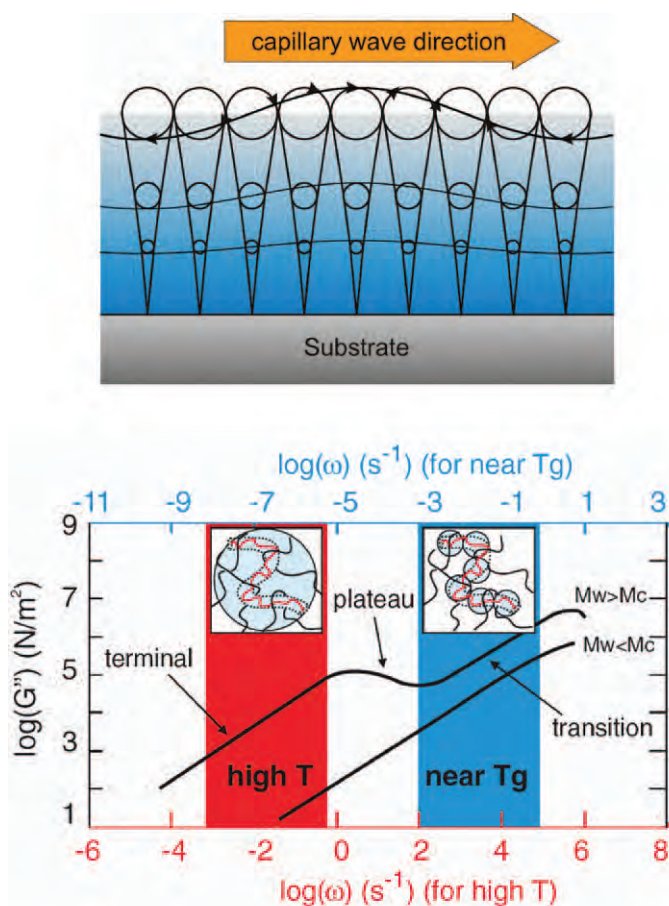 capillary wave direction
Substrate
log(ω) (s⁻¹) (for near Tg)
-11 -9 -7 -5 -3 -1 1
9
7
5
3
1
log(G") (N/m²)
terminal
plateau
Mw>Mc
Mw<Mc
transition
high T
near Tg
-6 -4 -2 0 2 4 6 8
log(ω) (s⁻¹) (for high T)